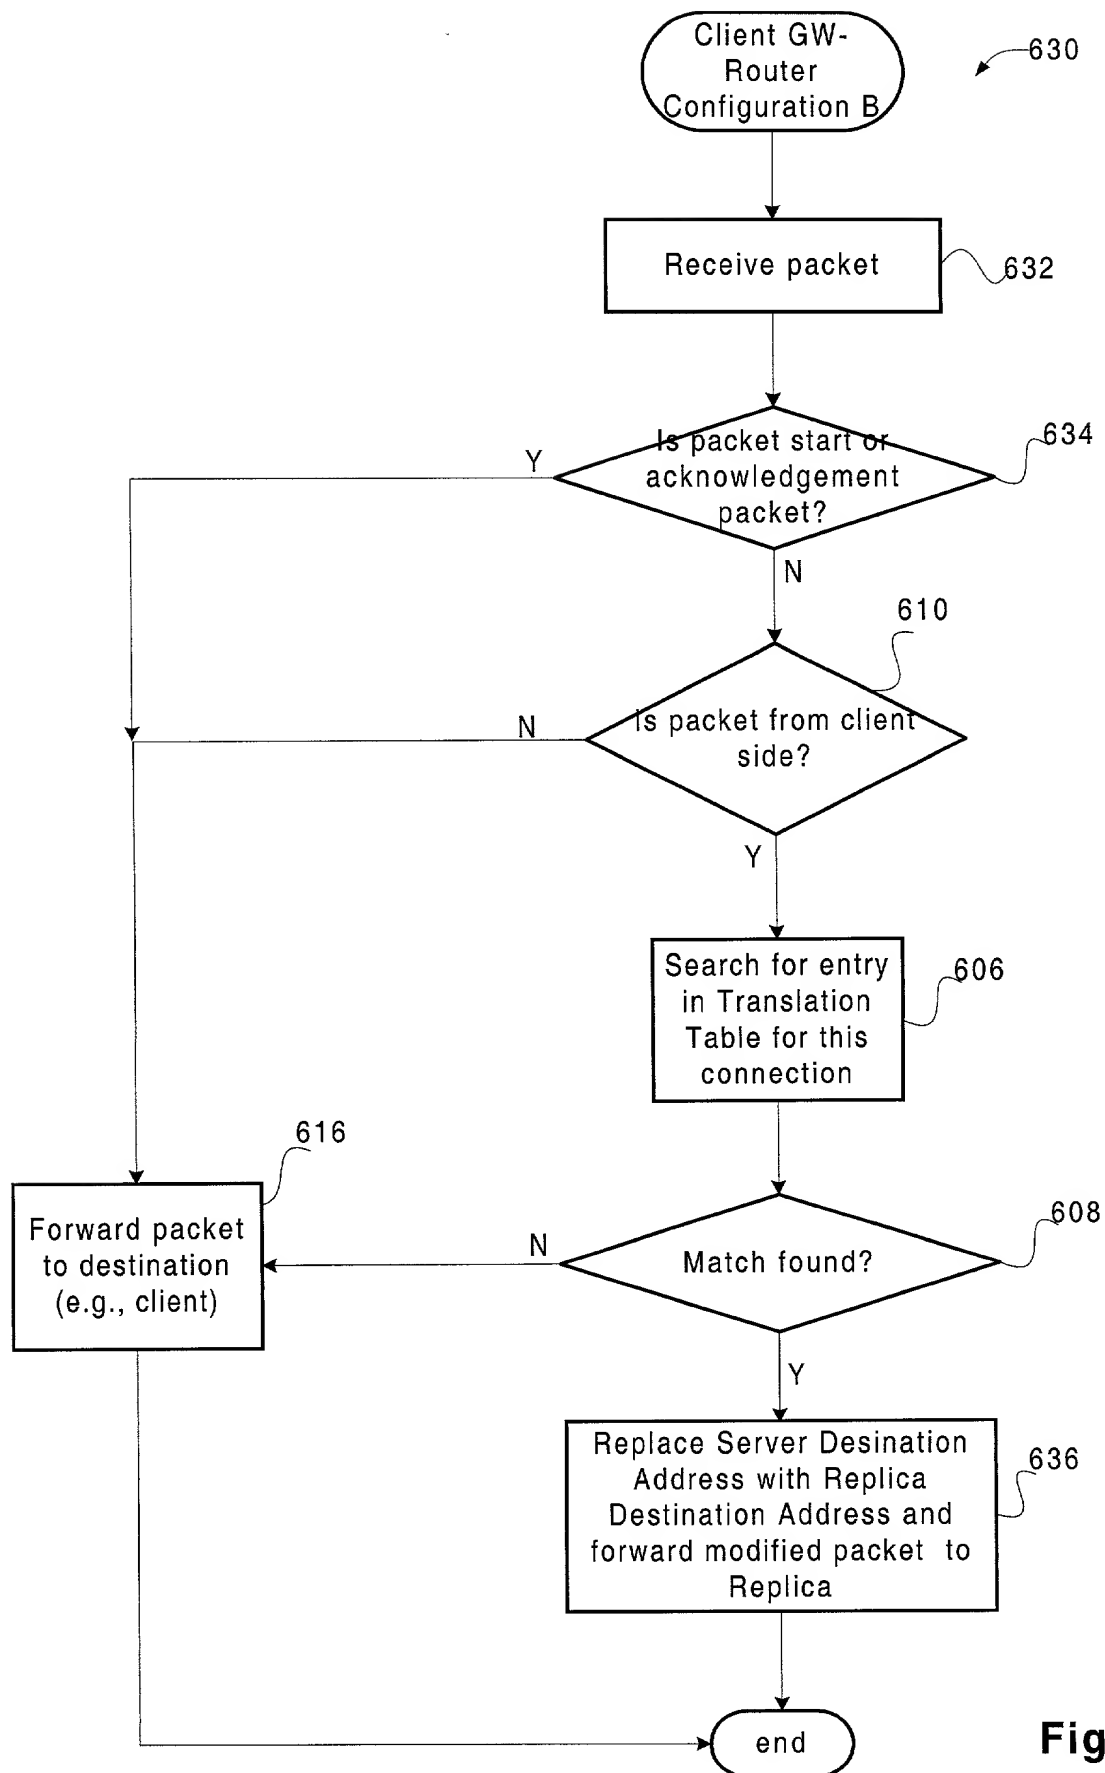 Client GW-
Router
Configuration B
630
Receive packet
632
Is packet start or
acknowledgement
packet?
634
Y
N
610
Is packet from client
side?
N
Y
Search for entry
in Translation
Table for this
connection
606
616
Forward packet
to destination
(e.g., client)
N
Match found?
608
Y
Replace Server Desination
Address with Replica
Destination Address and
forward modified packet to
Replica
636
end
Fig